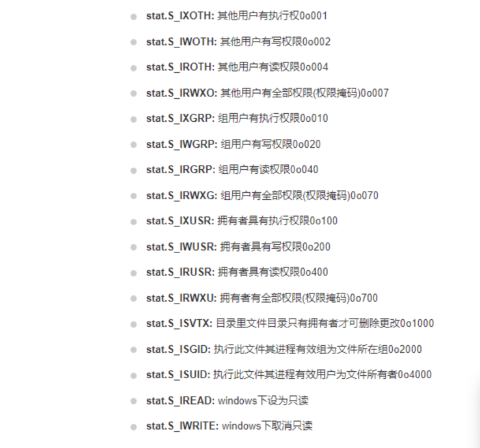 stat.S_IXOTH: 其他用户有执行权0o001
stat.S_IWOTH: 其他用户有写权限0o002
stat.S_IROTH: 其他用户有读权限0o004
stat.S_IRWXO: 其他用户有全部权限(权限掩码)0o007
stat.S_IXGRP: 组用户有执行权限0o010
stat.S_IWGRP: 组用户有写权限0o020
stat.S_IRGRP: 组用户有读权限0o040
stat.S_IRWXG: 组用户有全部权限(权限掩码)0o070
stat.S_IXUSR: 拥有者具有执行权限0o100
stat.S_IWUSR: 拥有者具有写权限0o200
stat.S_IRUSR: 拥有者具有读权限0o400
stat.S_IRWXU: 拥有者有全部权限(权限掩码)0o700
stat.S_ISVTX: 目录里文件目录只有拥有者才可删除更改0o1000
stat.S_ISGID: 执行此文件其进程有效组为文件所在组0o2000
stat.S_ISUID: 执行此文件其进程有效用户为文件所有者0o4000
stat.S_IREAD: windows下设为只读
stat.S_IWRITE: windows下取消只读